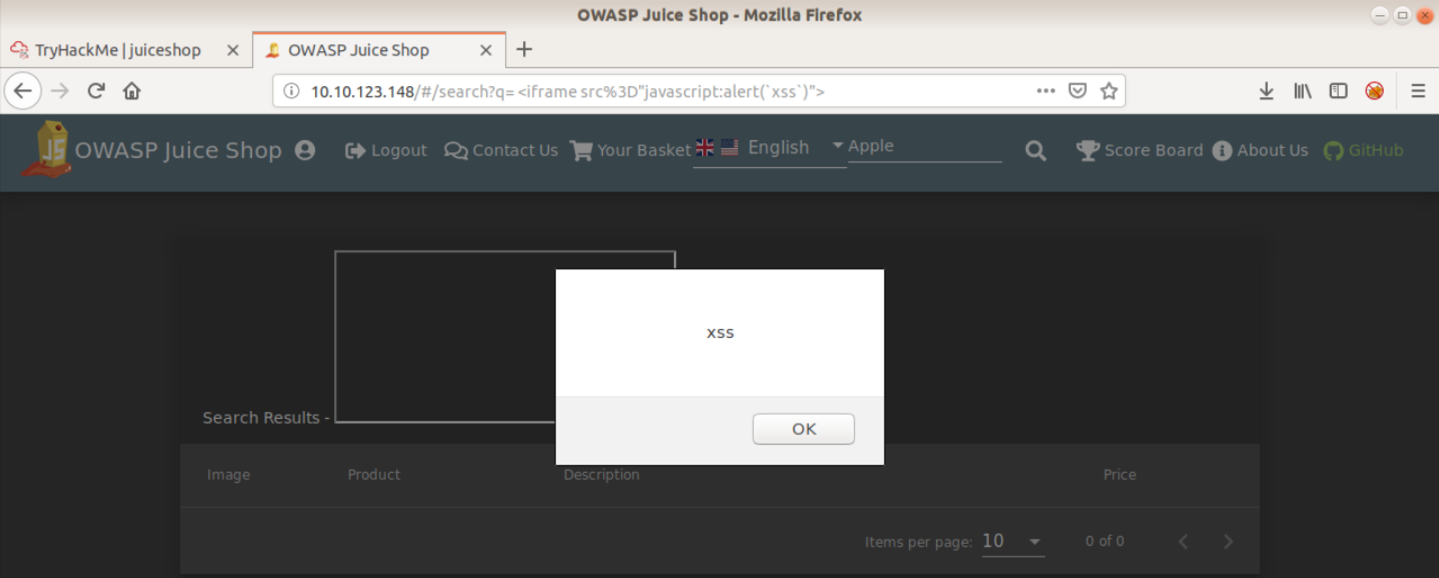 OWASP Juice Shop - Mozilla Firefox
TryHackMe | juiceshop
OWASP Juice Shop
10.10.123.148/#/search?q= <iframe src%3D"javascript:alert(`xss`)">
JS OWASP Juice Shop Logout Contact Us Your Basket English Apple Score Board About Us GitHub
xss
OK
Search Results -
Image Product Description Price
Items per page: 10 0 of 0